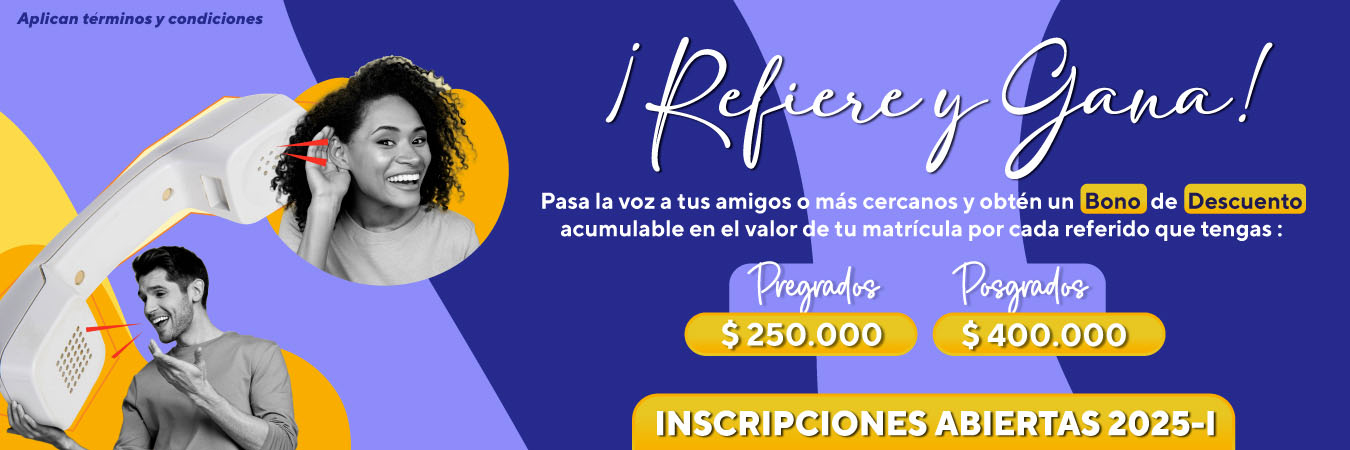 Aplican términos y condiciones
¡Refiere y Gana!
Pasa la voz a tus amigos o más cercanos y obtén un Bono de Descuento
acumulable en el valor de tu matrícula por cada referido que tengas :
Pregrados
$ 250.000
Posgrados
$ 400.000
INSCRIPCIONES ABIERTAS 2025-I